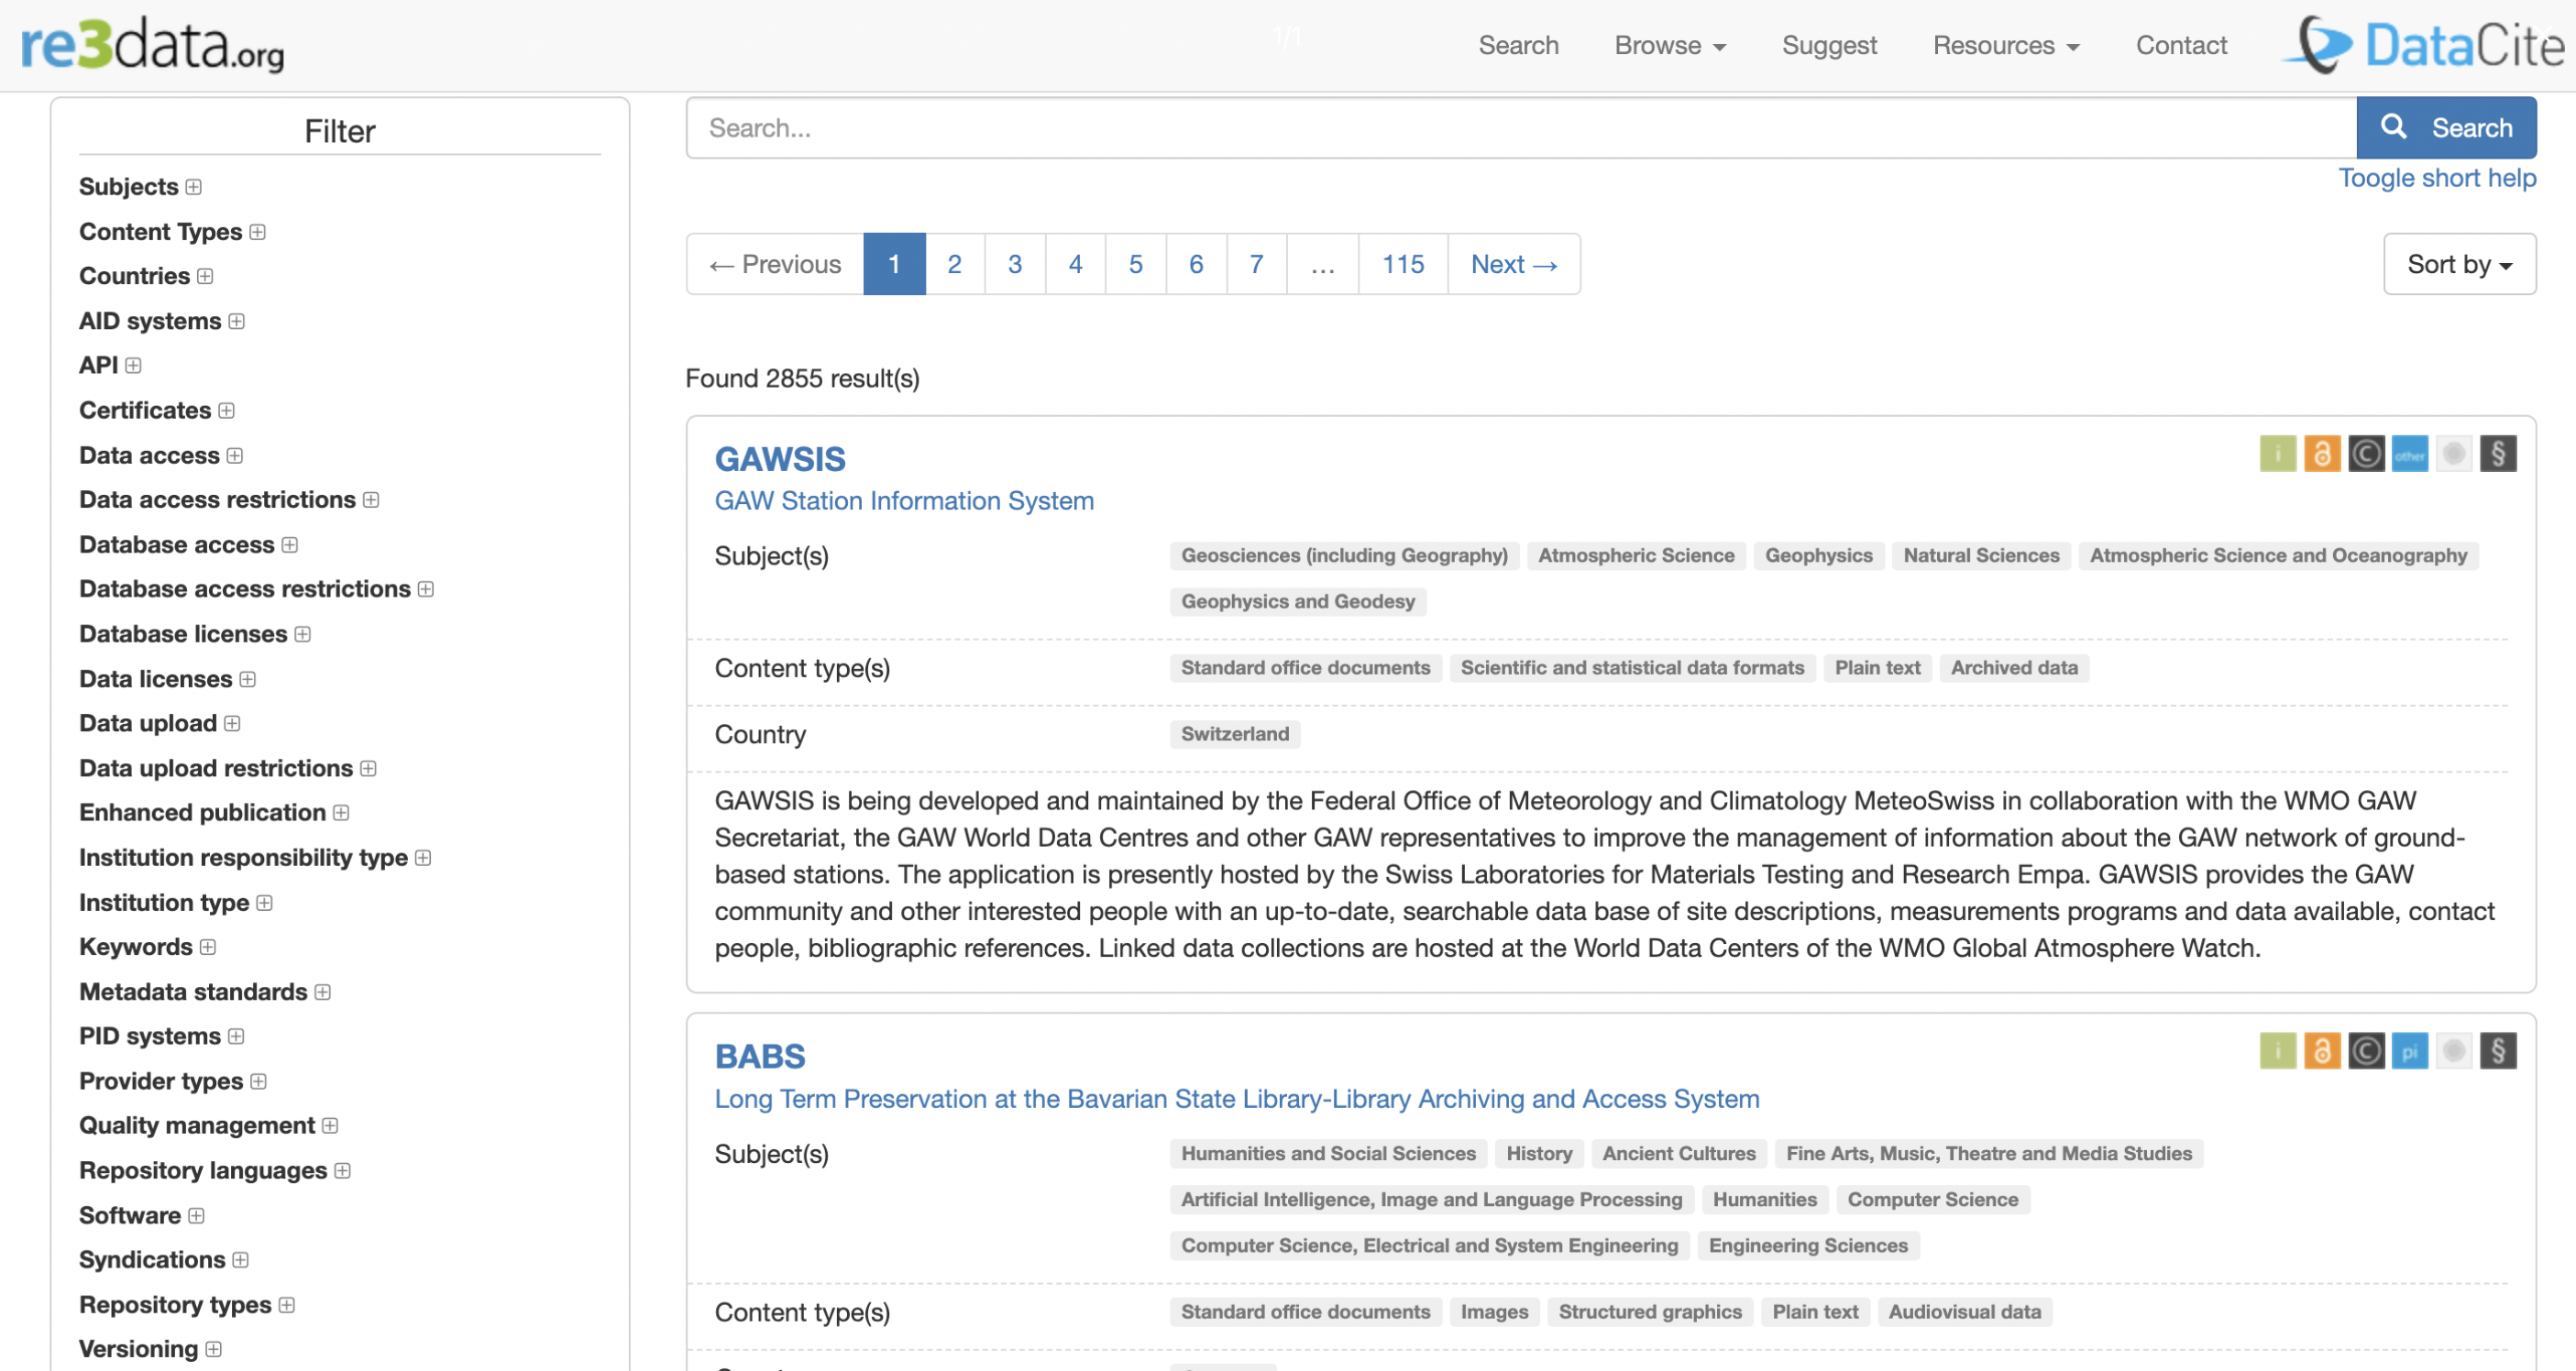 re3data.org
1/1
Search
Browse
Suggest
Resources
Contact
DataCite
Filter
Subjects
Content Types
Countries
AID systems
API
Certificates
Data access
Data access restrictions
Database access
Database access restrictions
Database licenses
Data licenses
Data upload
Data upload restrictions
Enhanced publication
Institution responsibility type
Institution type
Keywords
Metadata standards
PID systems
Provider types
Quality management
Repository languages
Software
Syndications
Repository types
Versioning
Search...
Search
Toogle short help
← Previous 1 2 3 4 5 6 7 ... 115 Next →
Sort by
Found 2855 result(s)
GAWSIS
i © other §
GAW Station Information System
Subject(s)
Geosciences (including Geography) Atmospheric Science Geophysics Natural Sciences Atmospheric Science and Oceanography
Geophysics and Geodesy
Content type(s)
Standard office documents Scientific and statistical data formats Plain text Archived data
Country
Switzerland
GAWSIS is being developed and maintained by the Federal Office of Meteorology and Climatology MeteoSwiss in collaboration with the WMO GAW
Secretariat, the GAW World Data Centres and other GAW representatives to improve the management of information about the GAW network of ground-
based stations. The application is presently hosted by the Swiss Laboratories for Materials Testing and Research Empa. GAWSIS provides the GAW
community and other interested people with an up-to-date, searchable data base of site descriptions, measurements programs and data available, contact
people, bibliographic references. Linked data collections are hosted at the World Data Centers of the WMO Global Atmosphere Watch.
BABS
i © pi §
Long Term Preservation at the Bavarian State Library-Library Archiving and Access System
Subject(s)
Humanities and Social Sciences History Ancient Cultures Fine Arts, Music, Theatre and Media Studies
Artificial Intelligence, Image and Language Processing Humanities Computer Science
Computer Science, Electrical and System Engineering Engineering Sciences
Content type(s)
Standard office documents Images Structured graphics Plain text Audiovisual data